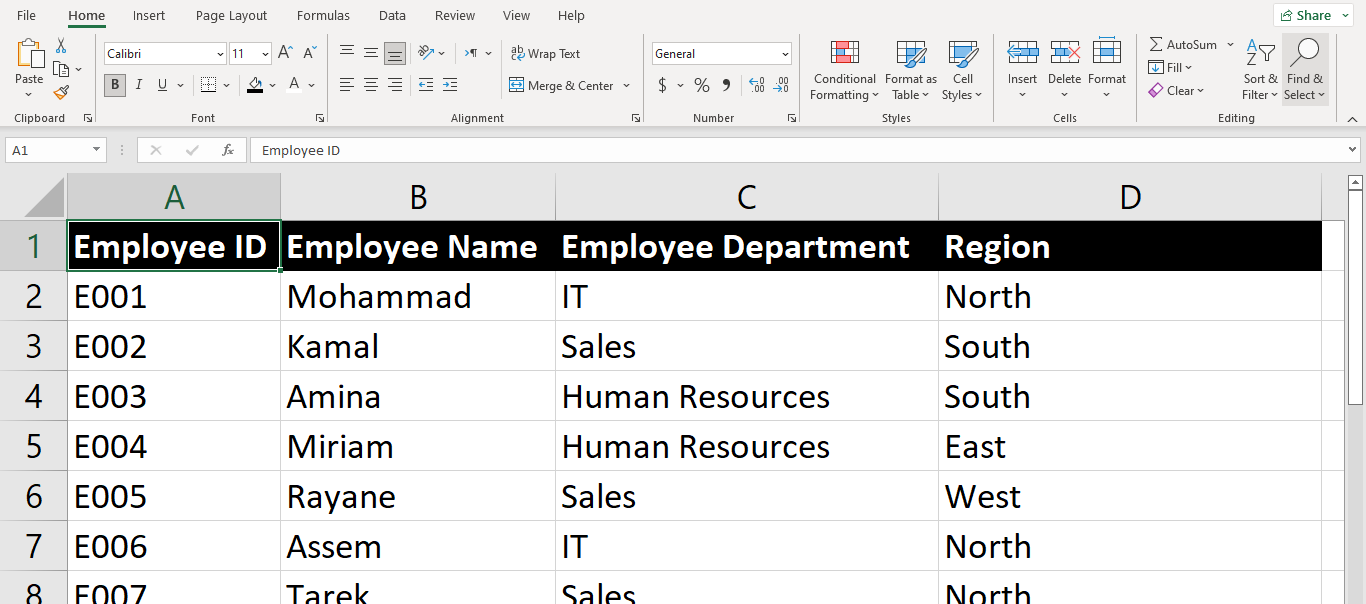 File Home Insert Page Layout Formulas Data Review View Help Share
Calibri 11 A A ab Wrap Text General AutoSum A Z
Paste Conditional Format as Cell Insert Delete Format Fill Sort & Find &
B I U A Merge & Center $ % 9 .00 Formatting Table Styles Clear Filter Select
Clipboard Font Alignment Number Styles Cells Editing
A1 fx Employee ID
A B C D
1 Employee ID Employee Name Employee Department Region
2 E001 Mohammad IT North
3 E002 Kamal Sales South
4 E003 Amina Human Resources South
5 E004 Miriam Human Resources East
6 E005 Rayane Sales West
7 E006 Assem IT North
8 E007 Tarek Sales North